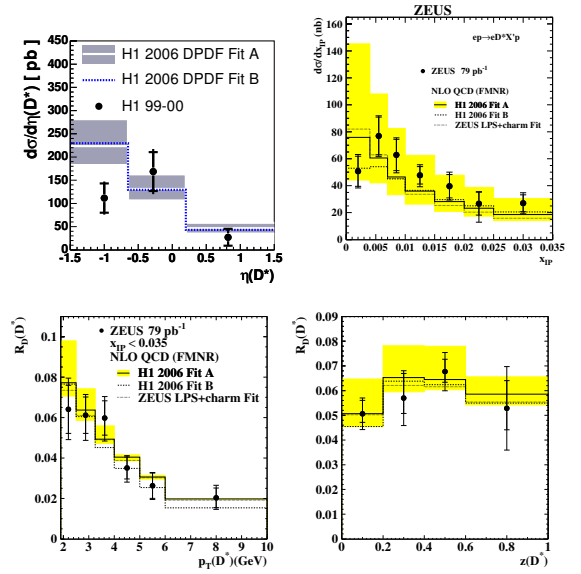 H1 2006 DPDF Fit A
H1 2006 DPDF Fit B
H1 99-00
dσ/dη(D*) [ pb ]
450
400
350
300
250
200
150
100
50
0
-1.5 -1 -0.5 0 0.5 1 1.5
η(D*)
ZEUS
dσ/dx_IP (nb)
ep→eD*X'p
ZEUS 79 pb⁻¹
NLO QCD (FMNR)
H1 2006 Fit A
H1 2006 Fit B
ZEUS LPS+charm Fit
160
140
120
100
80
60
40
20
0
0 0.005 0.01 0.015 0.02 0.025 0.03 0.035
x_IP
R_D(D*)
ZEUS 79 pb⁻¹
x_IP < 0.035
NLO QCD (FMNR)
H1 2006 Fit A
H1 2006 Fit B
ZEUS LPS+charm Fit
0.1
0.08
0.06
0.04
0.02
0
2 3 4 5 6 7 8 9 10
p_T(D*)(GeV)
R_D(D*)
0.09
0.08
0.07
0.06
0.05
0.04
0.03
0.02
0.01
0
0 0.2 0.4 0.6 0.8 1
z(D*)